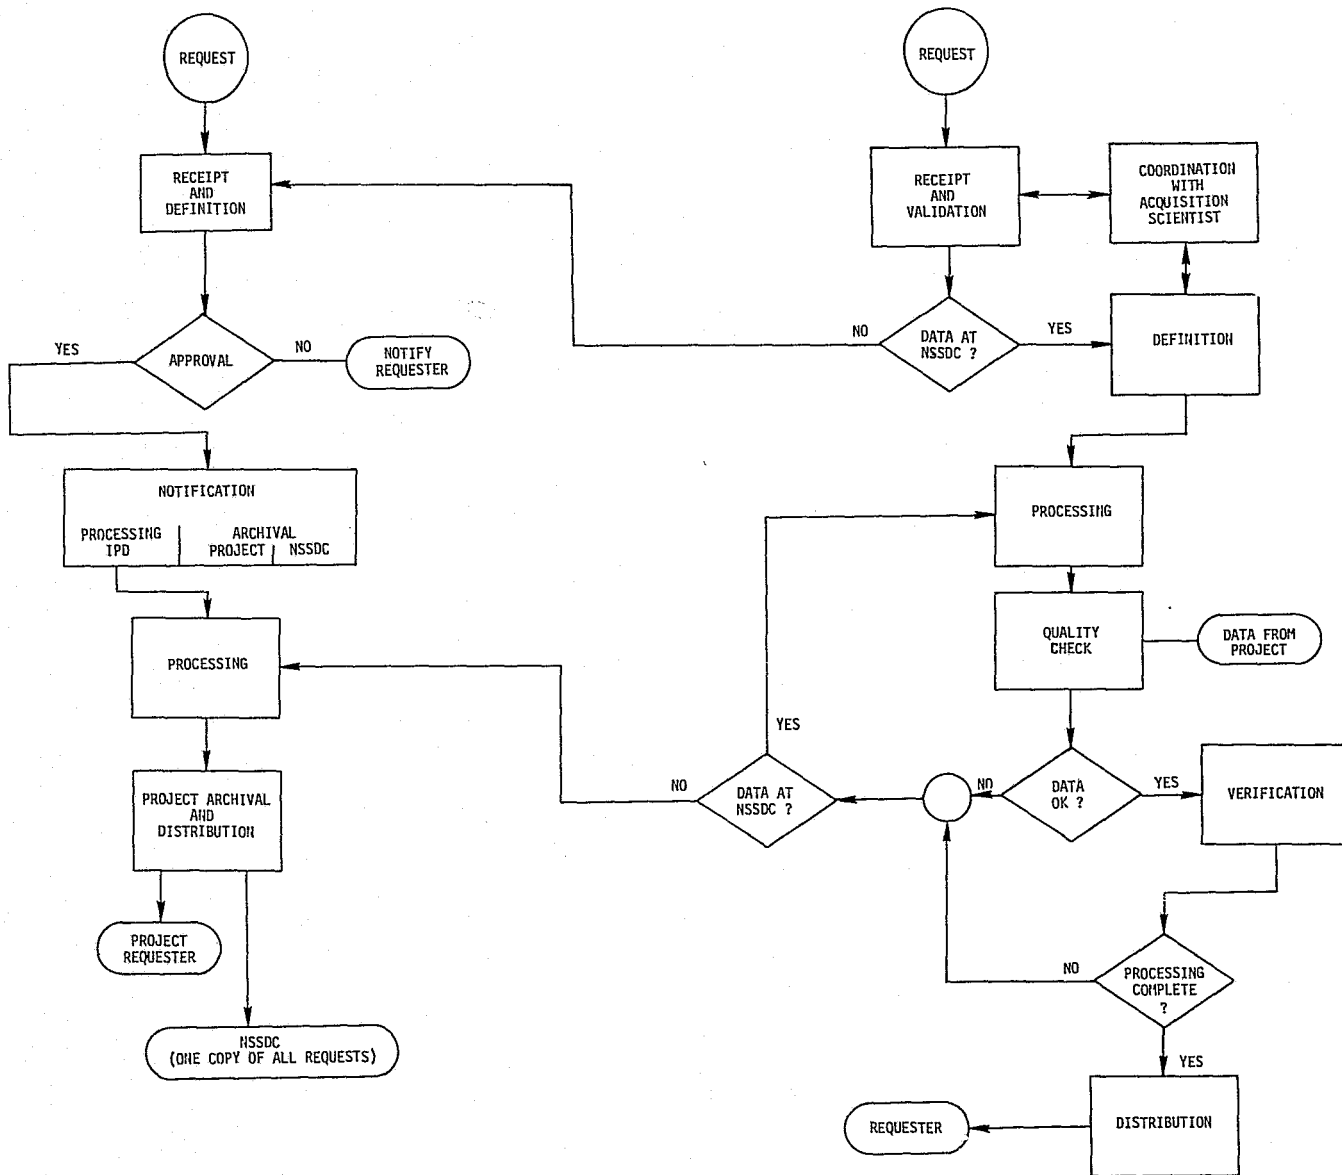 REQUEST
RECEIPT
AND
DEFINITION
APPROVAL
YES
NO
NOTIFY
REQUESTER
NOTIFICATION
PROCESSING
IPD
ARCHIVAL
PROJECT
NSSDC
PROCESSING
PROJECT ARCHIVAL
AND
DISTRIBUTION
PROJECT
REQUESTER
NSSDC
(ONE COPY OF ALL REQUESTS)
REQUEST
RECEIPT
AND
VALIDATION
COORDINATION
WITH
ACQUISITION
SCIENTIST
NO
DATA AT
NSSDC ?
YES
DEFINITION
PROCESSING
QUALITY
CHECK
DATA FROM
PROJECT
YES
NO
DATA AT
NSSDC ?
NO
DATA
OK ?
YES
VERIFICATION
NO
PROCESSING
COMPLETE
?
YES
DISTRIBUTION
REQUESTER